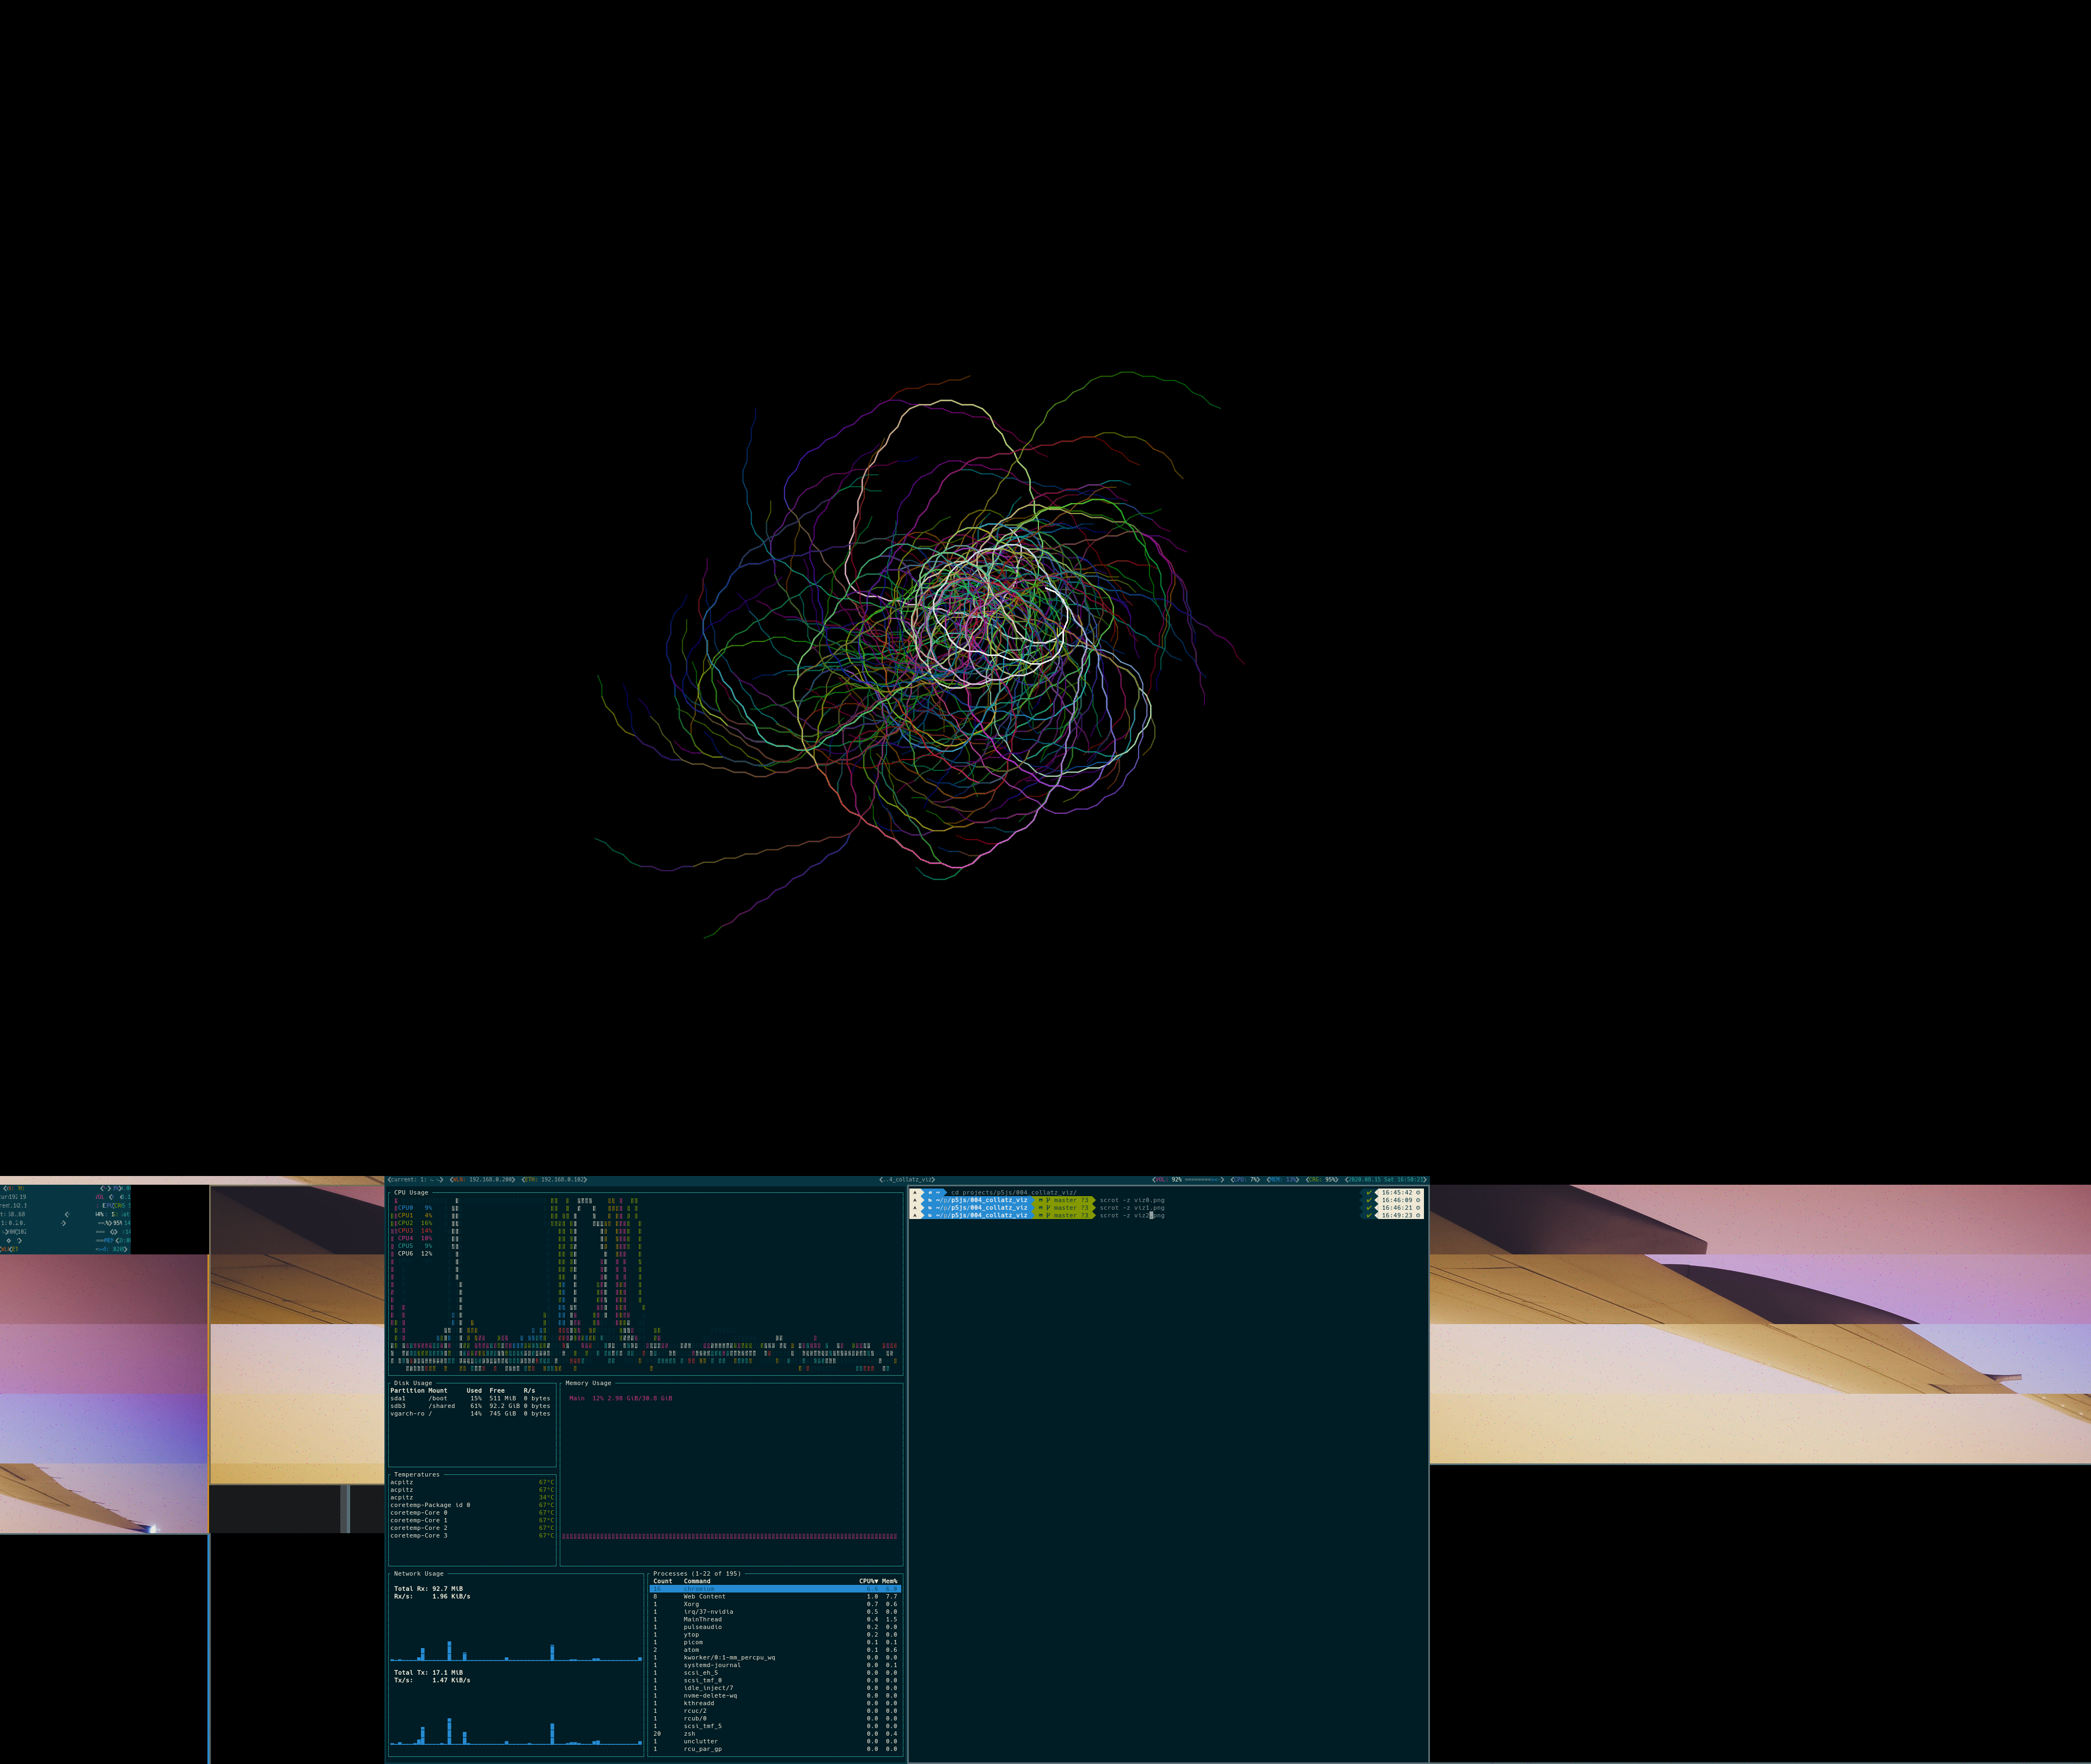 current: 1: ~ ~ WLN: 192.168.0.200 ETH: 192.168.0.102 ..4_collatz_viz VOL: 92% CPU: 7% MEM: 13% CRG: 95% 2020.08.15 Sat 16:50:21
CPU Usage
CPU0 9%
CPU1 4%
CPU2 16%
CPU3 14%
CPU4 10%
CPU5 9%
CPU6 12%
Disk Usage
Partition Mount Used Free R/s
sda1 /boot 15% 511 MiB 0 bytes
sdb3 /shared 61% 92.2 GiB 0 bytes
vgarch-ro / 14% 745 GiB 0 bytes
Memory Usage
Main 12% 2.98 GiB/30.8 GiB
Temperatures
acpitz 67°C
acpitz 67°C
acpitz 34°C
coretemp-Package id 0 67°C
coretemp-Core 0 67°C
coretemp-Core 1 67°C
coretemp-Core 2 67°C
coretemp-Core 3 67°C
Network Usage
Total Rx: 92.7 MiB
Rx/s: 1.96 KiB/s
Total Tx: 17.1 MiB
Tx/s: 1.47 KiB/s
Processes (1-22 of 195)
Count Command CPU%▼ Mem%
chromium
8 Web Content 1.0 7.7
1 Xorg 0.7 0.6
1 irq/37-nvidia 0.5 0.0
1 MainThread 0.4 1.5
1 pulseaudio 0.2 0.0
1 ytop 0.2 0.0
1 picom 0.1 0.1
2 atom 0.1 0.6
1 kworker/0:1-mm_percpu_wq 0.0 0.0
1 systemd-journal 0.0 0.1
1 scsi_eh_5 0.0 0.0
1 scsi_tmf_0 0.0 0.0
1 idle_inject/7 0.0 0.0
1 nvme-delete-wq 0.0 0.0
1 kthreadd 0.0 0.0
1 rcuc/2 0.0 0.0
1 rcub/0 0.0 0.0
1 scsi_tmf_5 0.0 0.0
20 zsh 0.0 0.4
1 unclutter 0.0 0.0
1 rcu_par_gp 0.0 0.0
~ cd projects/p5js/004_collatz_viz/ ✔ 16:45:42
~/p/p5js/004_collatz_viz master ?3 scrot -z viz0.png ✔ 16:46:09
~/p/p5js/004_collatz_viz master ?3 scrot -z viz1.png ✔ 16:46:21
~/p/p5js/004_collatz_viz master ?3 scrot -z viz2.png ✔ 16:49:23